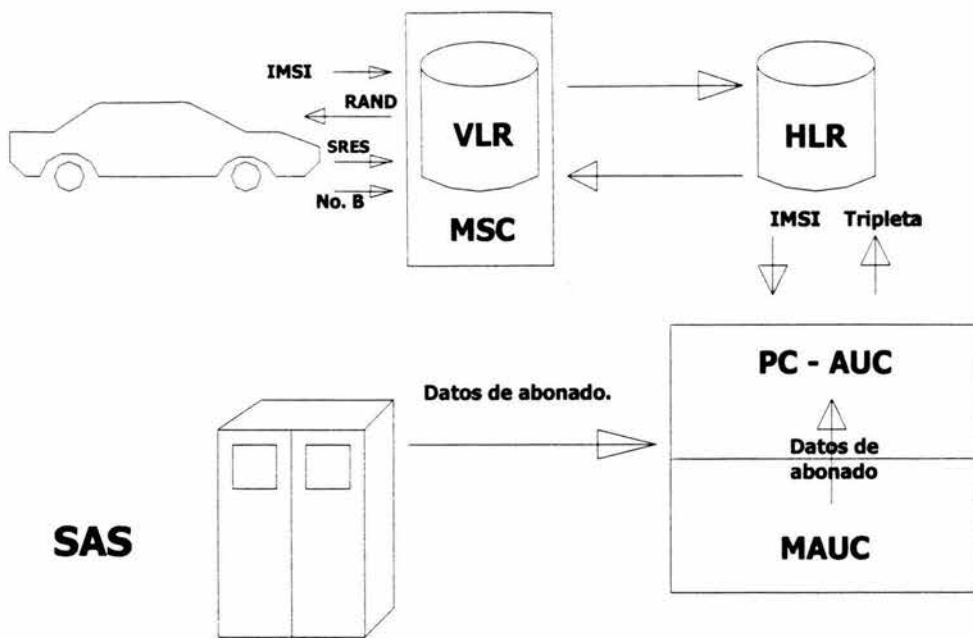 IMSI
RAND
SRES
No. B
VLR
MSC
HLR
IMSI
Tripleta
PC - AUC
Datos de abonado.
Datos de
abonado
MAUC
SAS